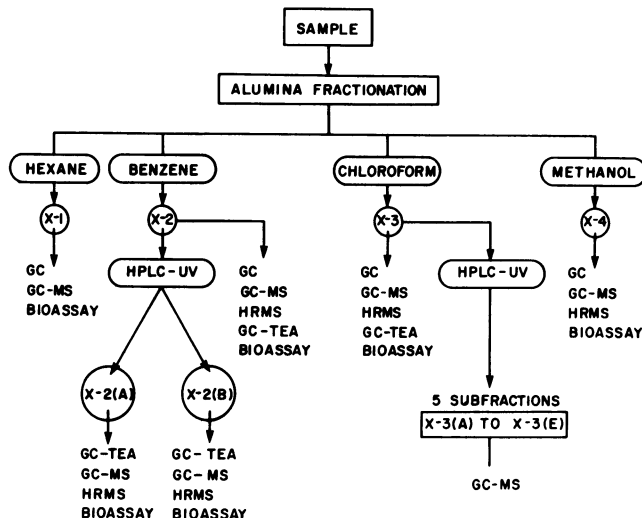 SAMPLE
ALUMINA FRACTIONATION
HEXANE
BENZENE
CHLOROFORM
METHANOL
X-1
X-2
X-3
X-4
GC
GC-MS
BIOASSAY
HPLC-UV
GC
GC-MS
HRMS
GC-TEA
BIOASSAY
GC
GC-MS
HRMS
GC-TEA
BIOASSAY
HPLC-UV
GC
GC-MS
HRMS
BIOASSAY
X-2(A)
X-2(B)
GC-TEA
GC-MS
HRMS
BIOASSAY
GC-TEA
GC-MS
HRMS
BIOASSAY
5 SUBFRACTIONS
X-3(A) TO X-3(E)
GC-MS